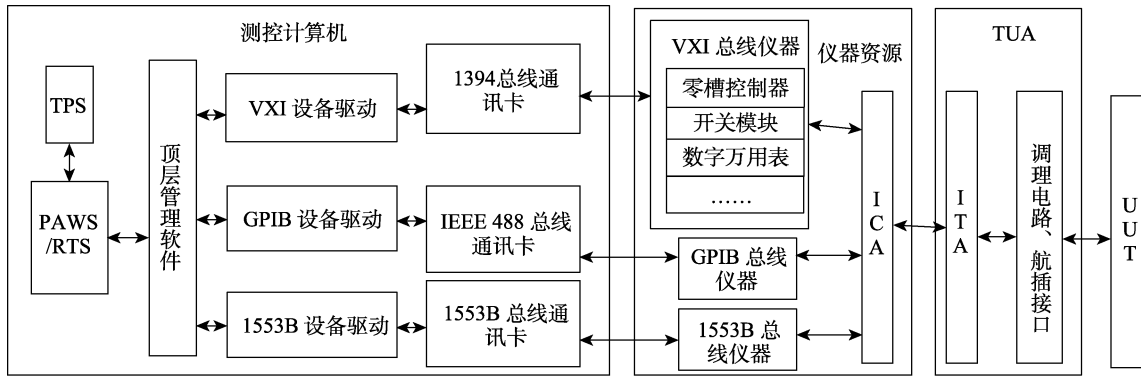 测控计算机
TPS
PAWS
/RTS
顶层管理软件
VXI 设备驱动
1394总线通
讯卡
GPIB 设备驱动
IEEE 488 总线
通讯卡
1553B 设备驱动
1553B 总线通
讯卡
仪器资源
VXI 总线仪器
零槽控制器
开关模块
数字万用表
……
GPIB 总线
仪器
1553B 总
线仪器
ICA
TUA
ITA
调理电路、航插接口
UUT